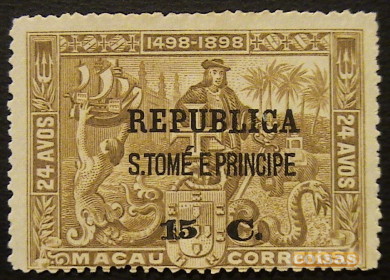 1498-1898
24 AVOS
24 AVOS
REPUBLICA
S.TOMÉ E PRINCIPE
15 C.
MACAU CORREIOS